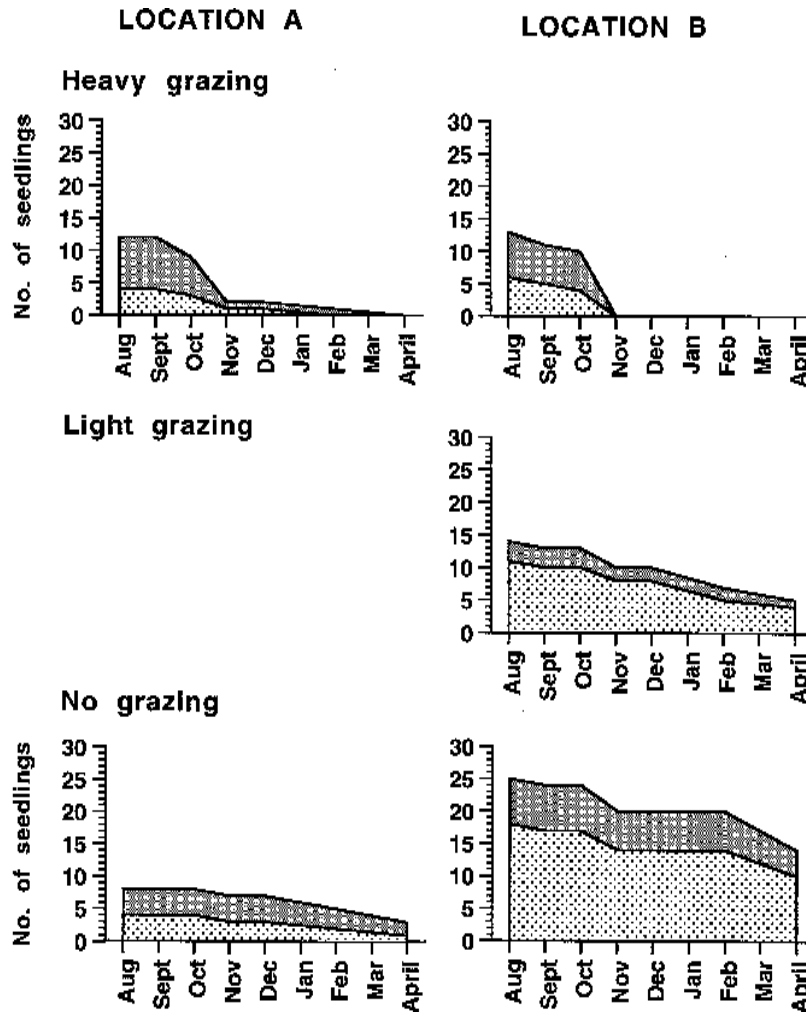 LOCATION A
LOCATION B
Heavy grazing
No. of seedlings
30
25
20
15
10
5
0
Aug
Sept
Oct
Nov
Dec
Jan
Feb
Mar
April
30
25
20
15
10
5
0
Aug
Sept
Oct
Nov
Dec
Jan
Feb
Mar
April
Light grazing
30
25
20
15
10
5
0
Aug
Sept
Oct
Nov
Dec
Jan
Feb
Mar
April
No grazing
No. of seedlings
30
25
20
15
10
5
0
Aug
Sept
Oct
Nov
Dec
Jan
Feb
Mar
April
30
25
20
15
10
5
0
Aug
Sept
Oct
Nov
Dec
Jan
Feb
Mar
April